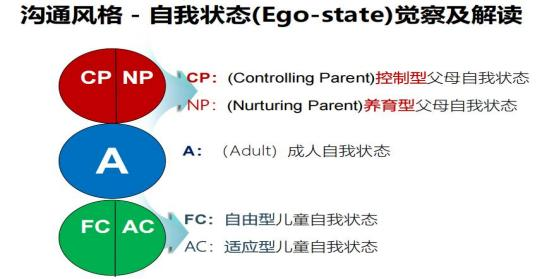 沟通风格 - 自我状态(Ego-state)觉察及解读
CP NP
CP: (Controlling Parent)控制型父母自我状态
NP: (Nurturing Parent)养育型父母自我状态
A
A: （Adult）成人自我状态
FC AC
FC: 自由型儿童自我状态
AC: 适应型儿童自我状态